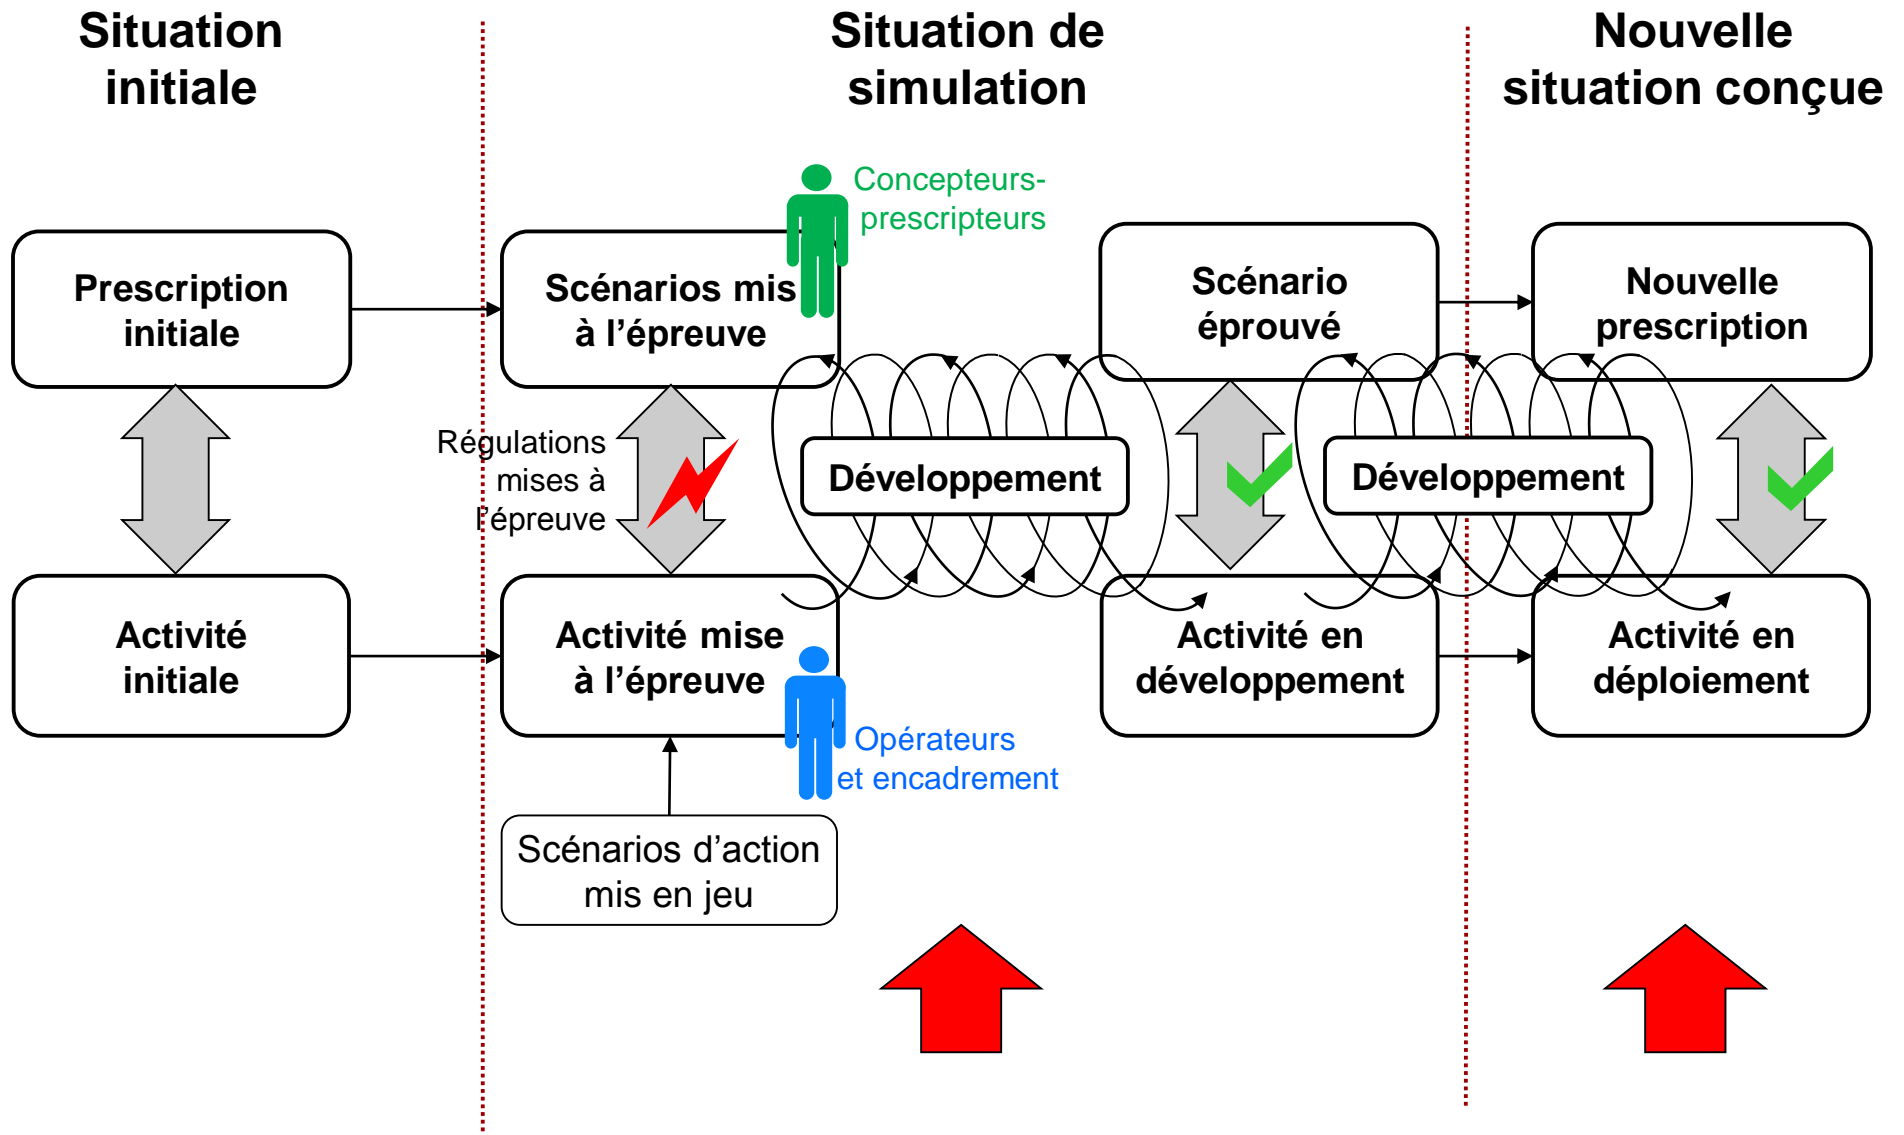 Situation
initiale
Situation de
simulation
Nouvelle
situation conçue
Concepteurs-
prescripteurs
Prescription
initiale
Scénarios mis
à l’épreuve
Scénario
éprouvé
Nouvelle
prescription
Régulations
mises à
l’épreuve
Développement
Développement
Activité
initiale
Activité mise
à l’épreuve
Activité en
développement
Activité en
déploiement
Opérateurs
et encadrement
Scénarios d’action
mis en jeu